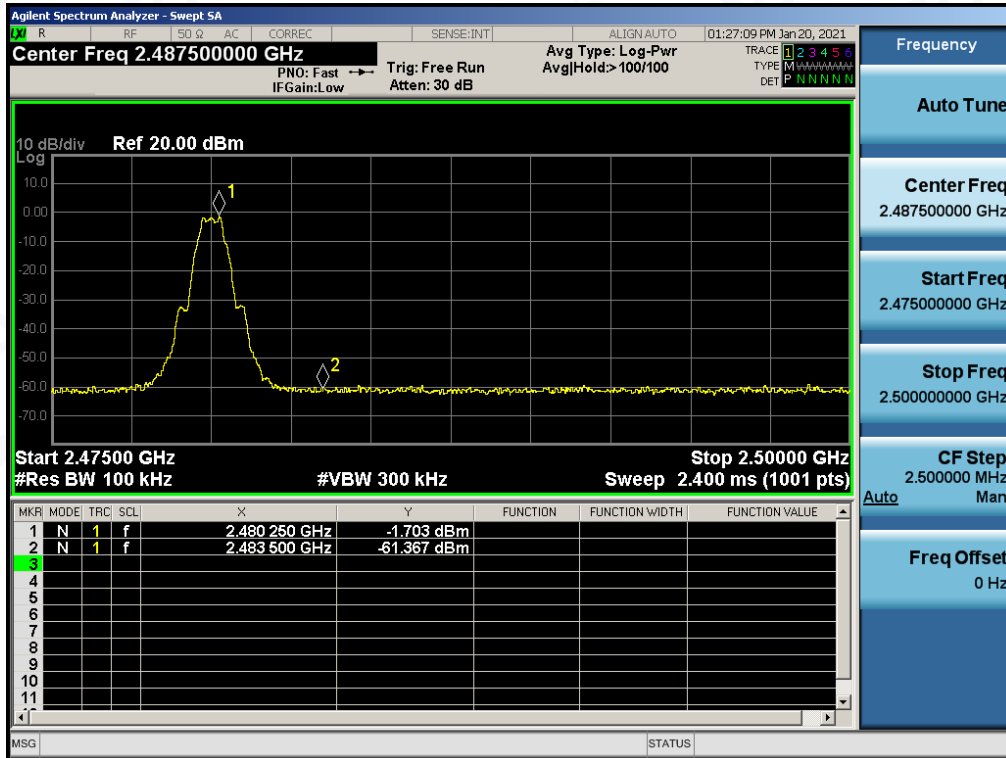 Agilent Spectrum Analyzer - Swept SA
LXI R RF 50 Ω AC CORREC SENSE:INT ALIGN AUTO 01:27:09 PM Jan 20, 2021
Center Freq 2.487500000 GHz
PNO: Fast
IFGain:Low
Trig: Free Run
Atten: 30 dB
Avg Type: Log-Pwr
Avg|Hold:>100/100
TRACE 1 2 3 4 5 6
TYPE M WWWWW
DET P N N N N N
10 dB/div Ref 20.00 dBm
Log
10.0
0.00
-10.0
-20.0
-30.0
-40.0
-50.0
-60.0
-70.0
1
2
Start 2.47500 GHz Stop 2.50000 GHz
#Res BW 100 kHz #VBW 300 kHz Sweep 2.400 ms (1001 pts)
MKR MODE TRC SCL X Y FUNCTION FUNCTION WIDTH FUNCTION VALUE
1 N 1 f 2.480 250 GHz -1.703 dBm
2 N 1 f 2.483 500 GHz -61.367 dBm
3
4
5
6
7
8
9
10
11
MSG STATUS
Frequency
Auto Tune
Center Freq
2.487500000 GHz
Start Freq
2.475000000 GHz
Stop Freq
2.500000000 GHz
CF Step
2.500000 MHz
Auto Man
Freq Offset
0 Hz